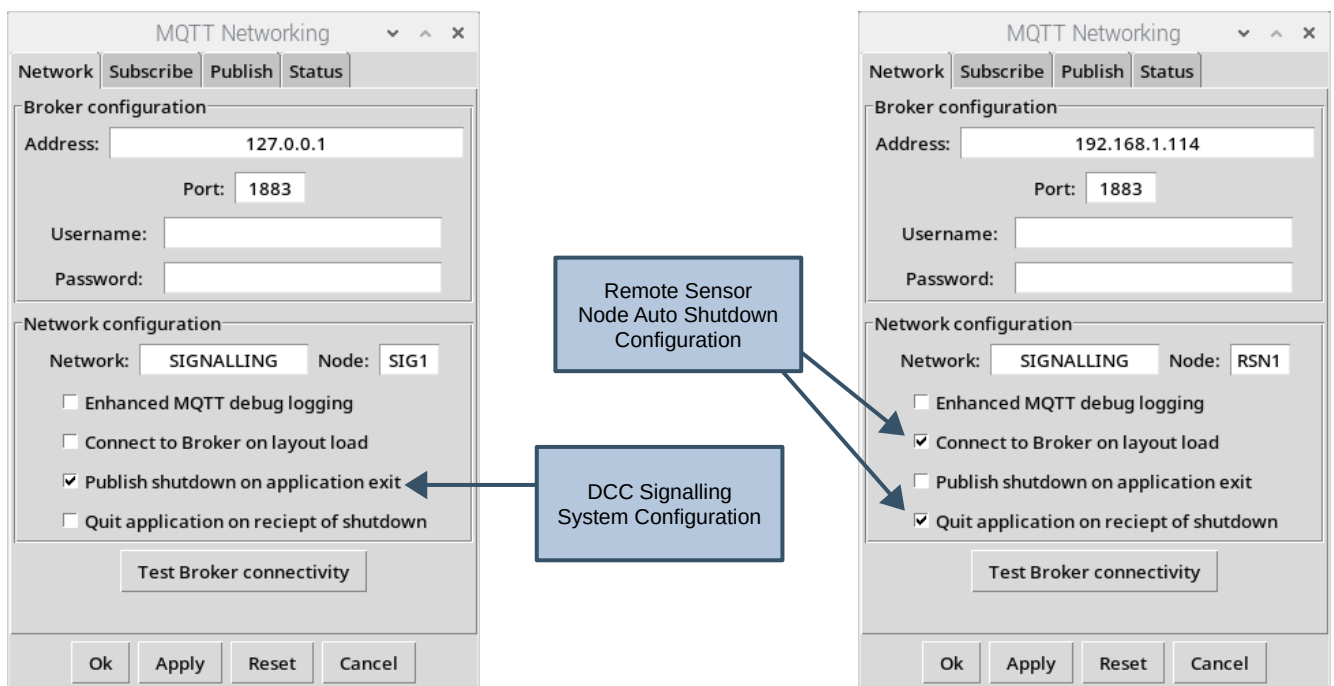 MQTT Networking
Network Subscribe Publish Status
Broker configuration
Address: 127.0.0.1
Port: 1883
Username:
Password:
Network configuration
Network: SIGNALLING Node: SIG1
Enhanced MQTT debug logging
Connect to Broker on layout load
Publish shutdown on application exit
Quit application on reciept of shutdown
Test Broker connectivity
Ok Apply Reset Cancel
Remote Sensor
Node Auto Shutdown
Configuration
DCC Signalling
System Configuration
MQTT Networking
Network Subscribe Publish Status
Broker configuration
Address: 192.168.1.114
Port: 1883
Username:
Password:
Network configuration
Network: SIGNALLING Node: RSN1
Enhanced MQTT debug logging
Connect to Broker on layout load
Publish shutdown on application exit
Quit application on reciept of shutdown
Test Broker connectivity
Ok Apply Reset Cancel